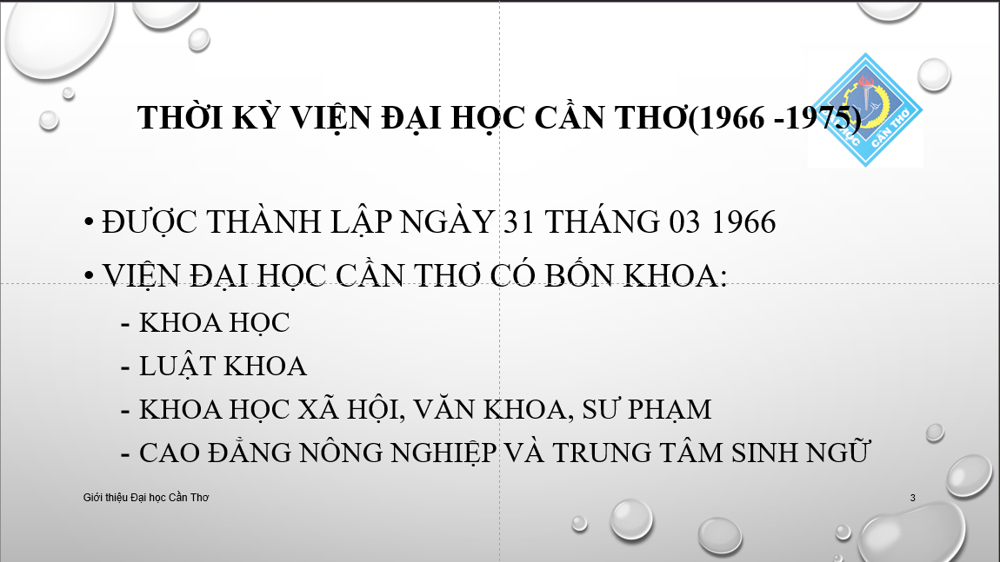 THỜI KỲ VIỆN ĐẠI HỌC CẦN THƠ(1966 -1975)
HỌC CẦN THƠ
• ĐƯỢC THÀNH LẬP NGÀY 31 THÁNG 03 1966
• VIỆN ĐẠI HỌC CẦN THƠ CÓ BỐN KHOA:
- KHOA HỌC
- LUẬT KHOA
- KHOA HỌC XÃ HỘI, VĂN KHOA, SƯ PHẠM
- CAO ĐẲNG NÔNG NGHIỆP VÀ TRUNG TÂM SINH NGỮ
Giới thiệu Đại học Cần Thơ
3